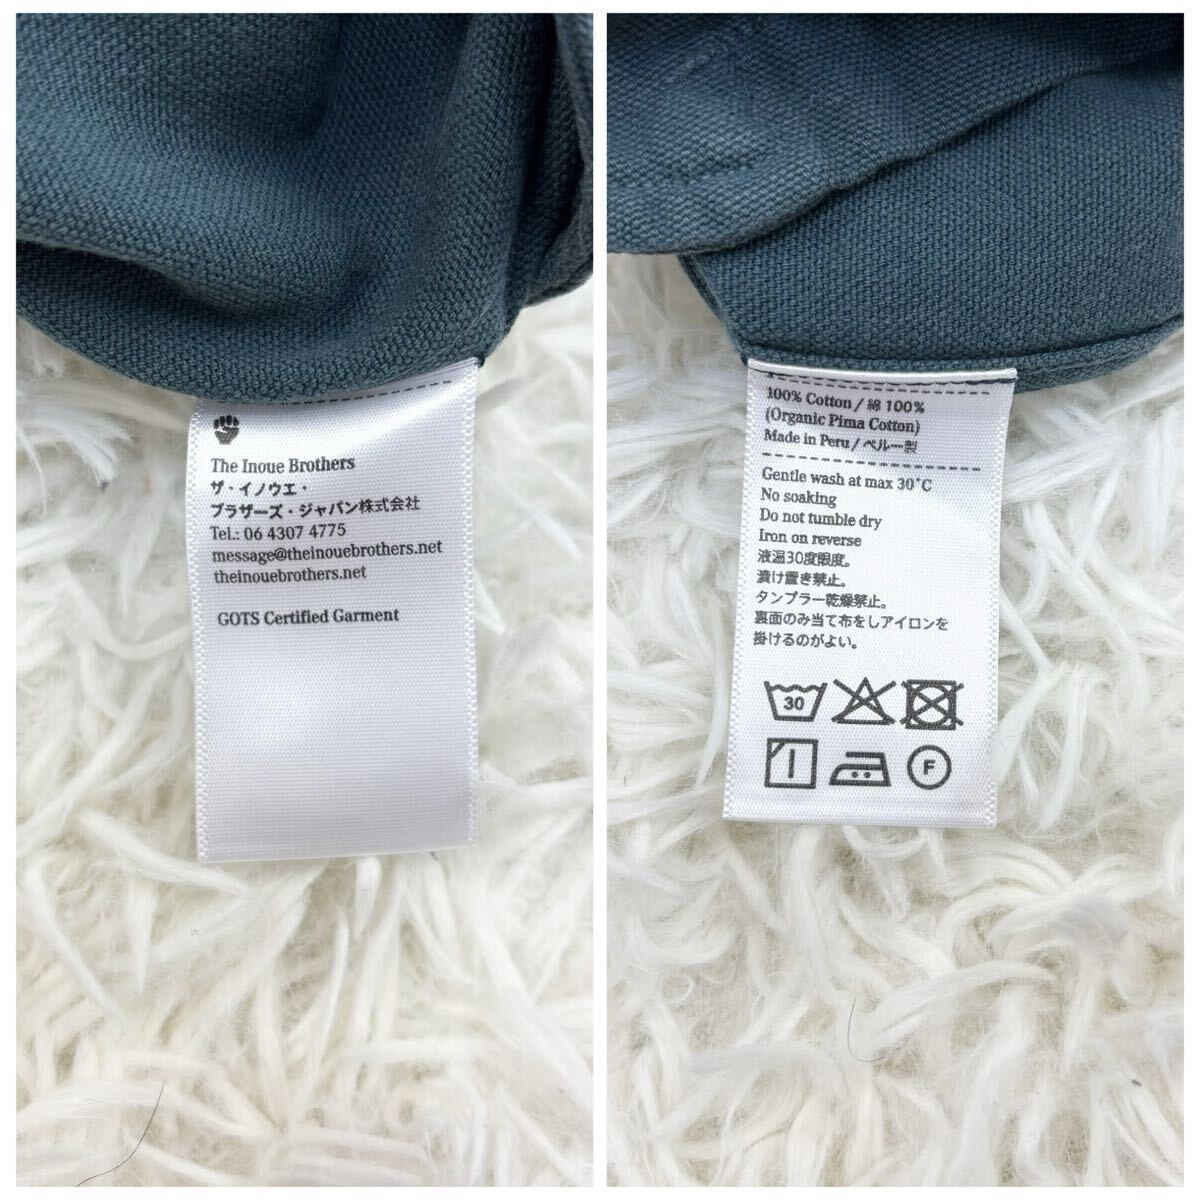 The Inoue Brothers
ザ・イノウエ・
ブラザーズ・ジャパン株式会社
Tel.: 06 4307 4775
message@theinouebrothers.net
theinouebrothers.net
GOTS Certified Garment
100% Cotton / 綿 100%
(Organic Pima Cotton)
Made in Peru / ペルー製
Gentle wash at max 30˚C
No soaking
Do not tumble dry
Iron on reverse
液温30度限度。
漬け置き禁止。
タンブラー乾燥禁止。
裏面のみ当て布をしアイロンを
掛けるのがよい。
30
F